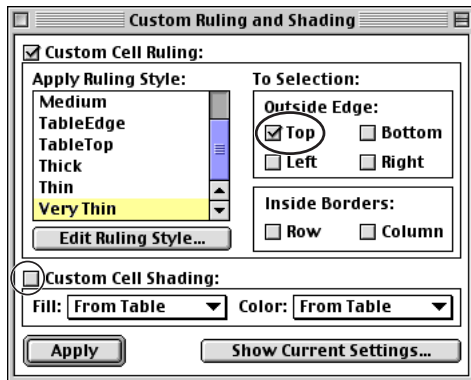 Custom Ruling and Shading
Custom Cell Ruling:
Apply Ruling Style:
Medium
TableEdge
TableTop
Thick
Thin
Very Thin
Edit Ruling Style...
To Selection:
Outside Edge:
Top Bottom
Left Right
Inside Borders:
Row Column
Custom Cell Shading:
Fill: From Table Color: From Table
Apply Show Current Settings...